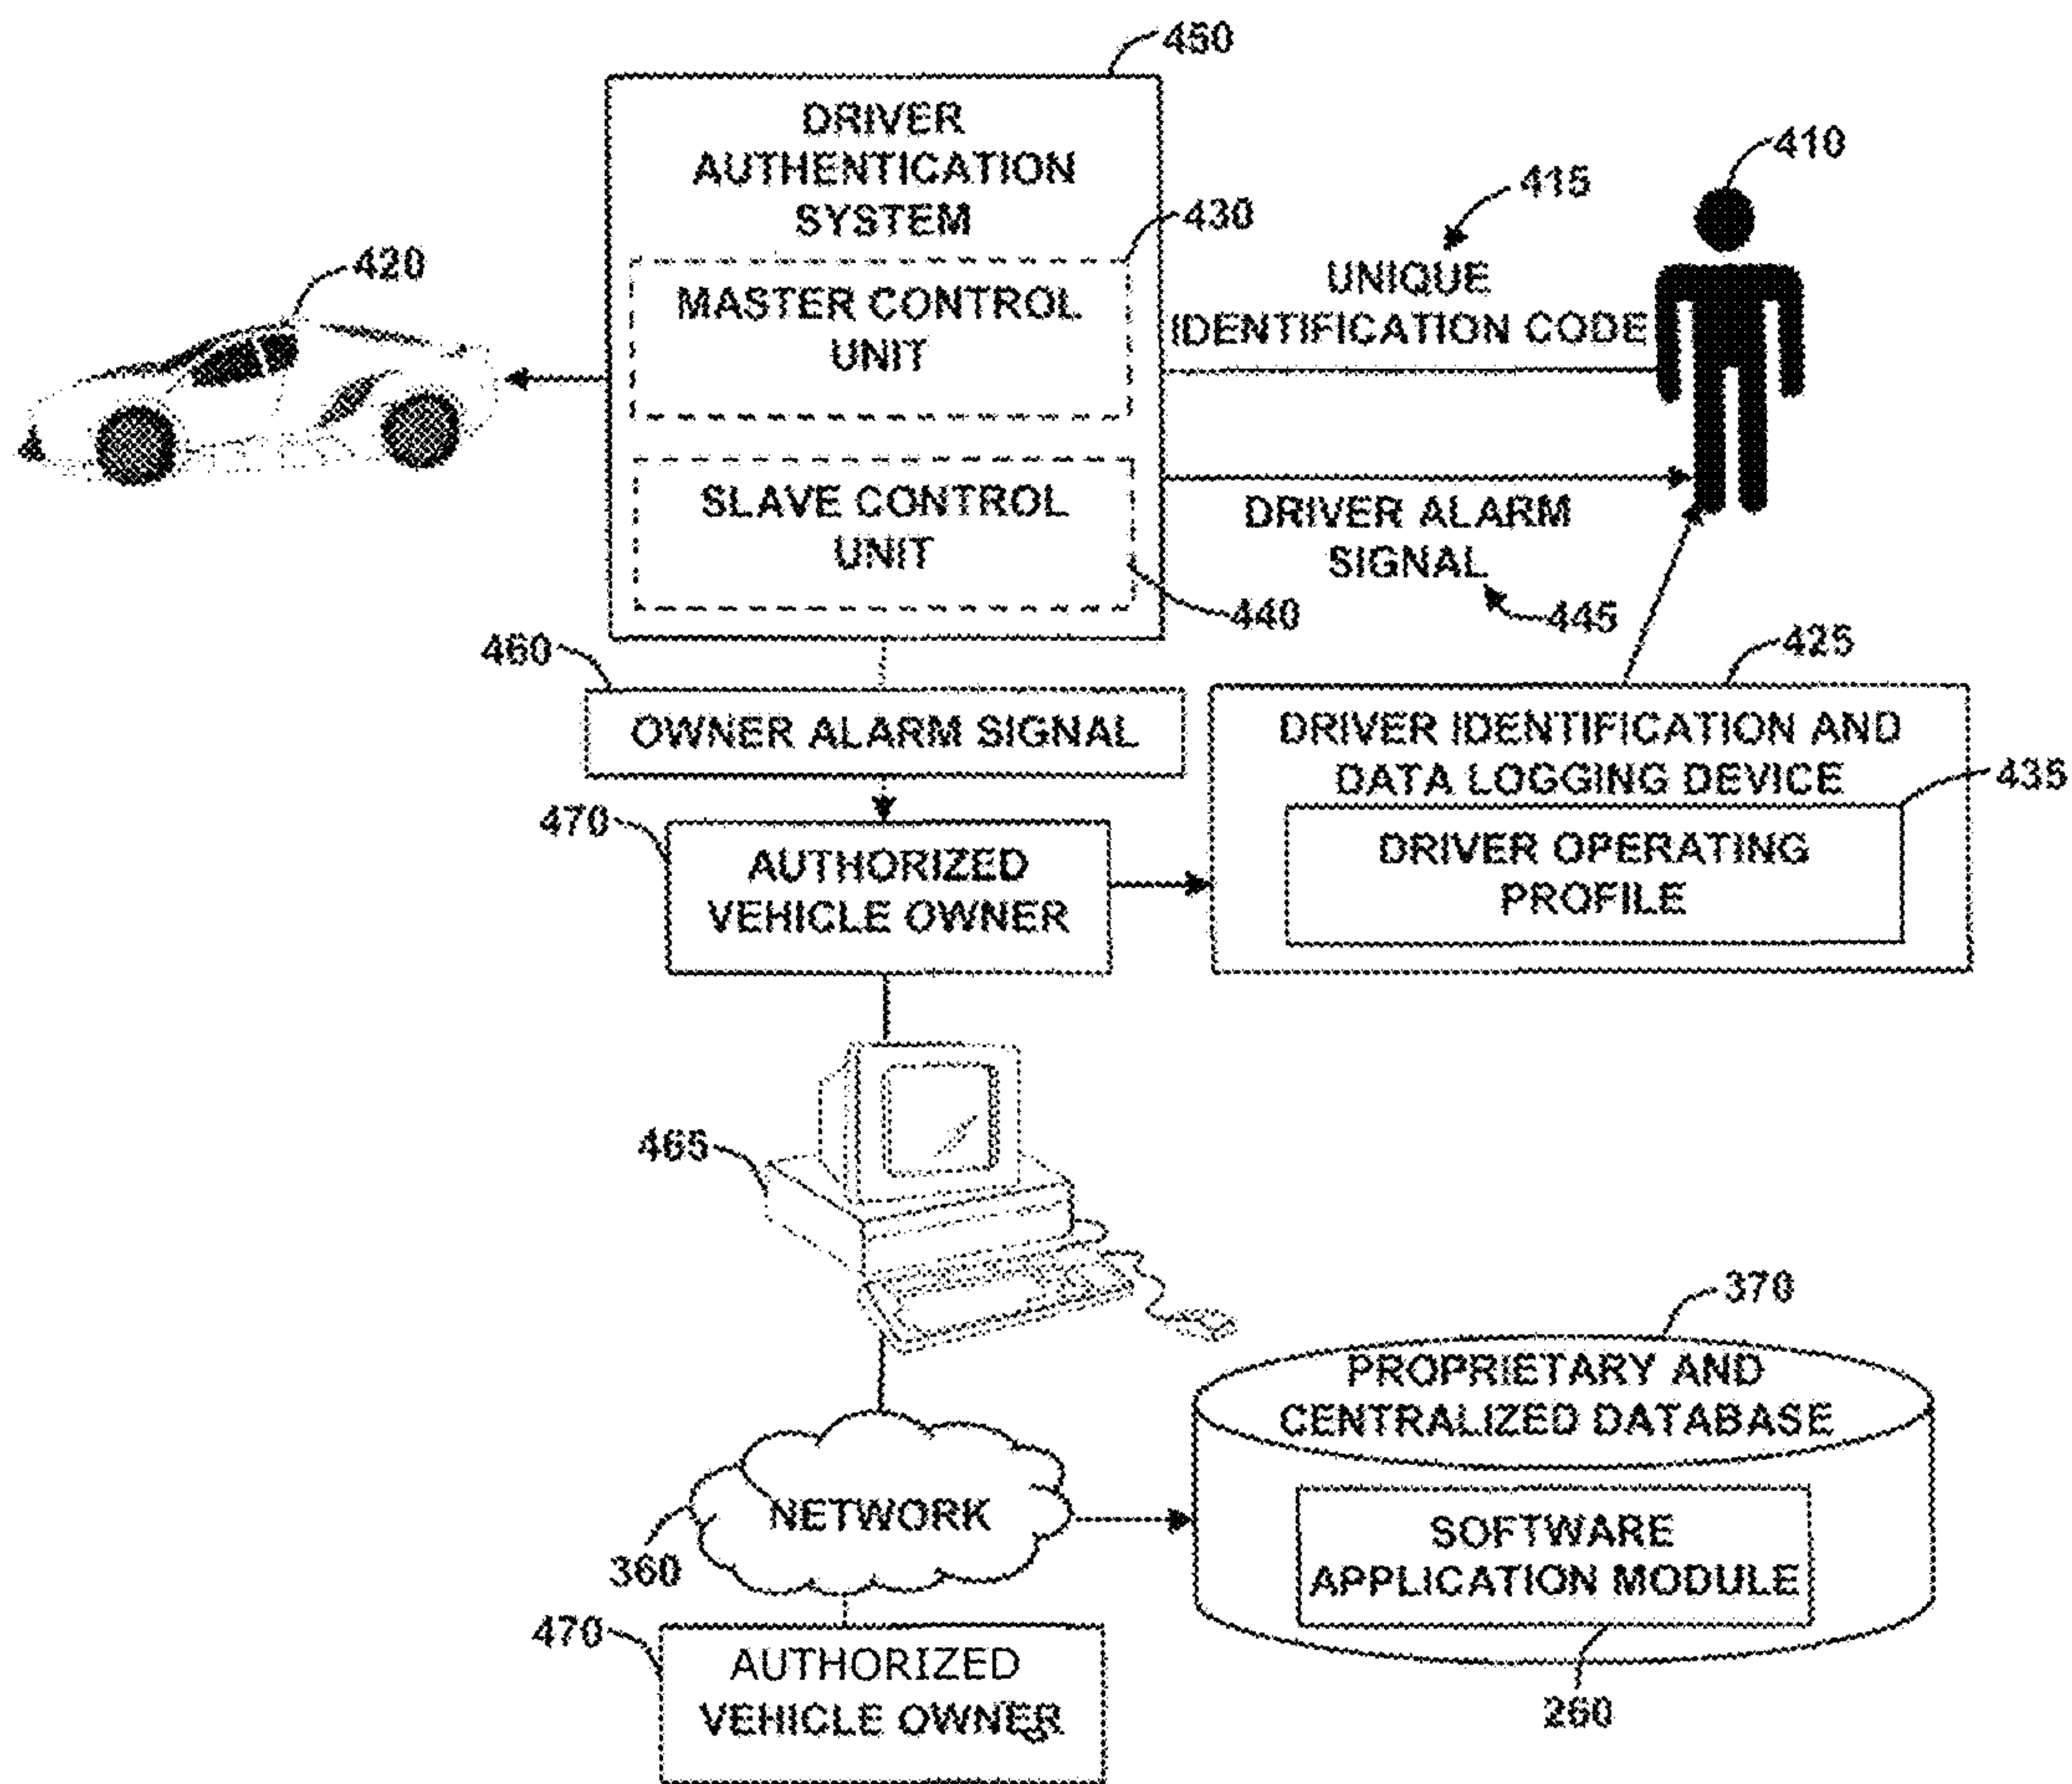 450
DRIVER
AUTHENTICATION
SYSTEM
410
415
430
MASTER CONTROL
UNIT
420
UNIQUE
IDENTIFICATION CODE
SLAVE CONTROL
UNIT
440
DRIVER ALARM
SIGNAL
445
460
OWNER ALARM SIGNAL
425
DRIVER IDENTIFICATION AND
DATA LOGGING DEVICE
435
DRIVER OPERATING
PROFILE
470
AUTHORIZED
VEHICLE OWNER
465
370
PROPRIETARY AND
CENTRALIZED DATABASE
NETWORK
360
SOFTWARE
APPLICATION MODULE
260
470
AUTHORIZED
VEHICLE OWNER